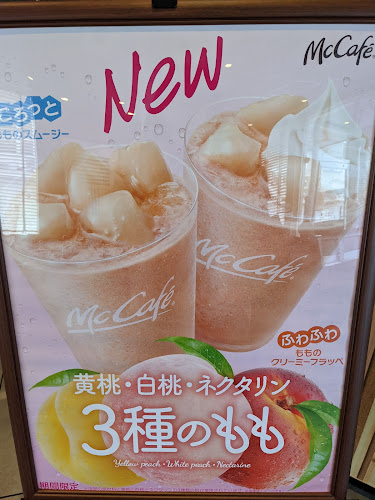 McCafé
New
ごろっと
ももスムージー
McCafé
McCafé
ふわふわ
ももの
クリーミーフラッペ
黄桃・白桃・ネクタリン
3種のもも
Yellow peach・White peach・Nectarine
期間限定